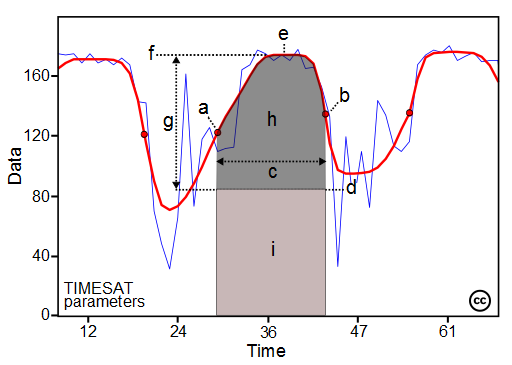 e
f
160
g
a
b
h
120
Data
c
d
80
i
40
TIMESAT
parameters
cc
0
12 24 36 47 61
Time